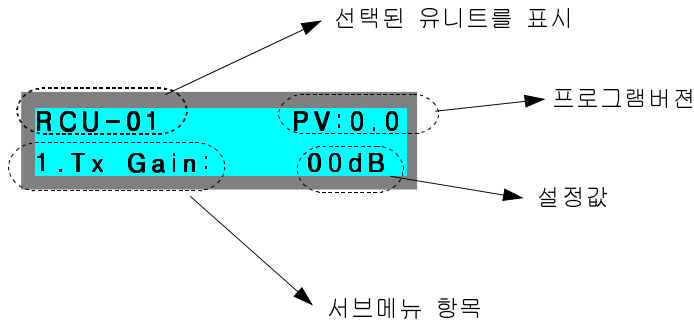 선택된 유니트를 표시
RCU-01 PV:0.0
프로그램버젼
1.Tx Gain: 00dB
설정값
서브메뉴 항목